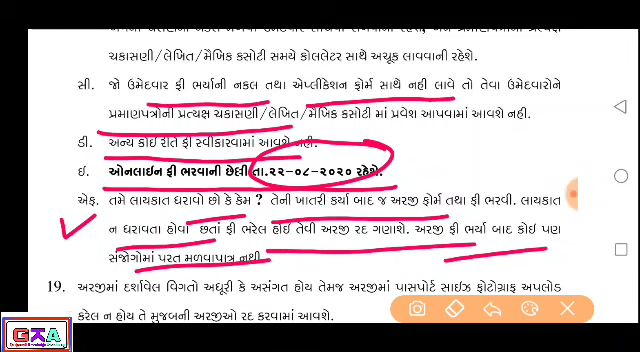 ચકાસણી/લેખિત/મૈખિક કસોટી સમયે કોલલેટર સાથે અચૂક લાવવાની રહેશે.
સી. જો ઉમેદવાર ફી ભર્યાની નકલ તથા એપ્લીકેશન ફોર્મ સાથે નહી લાવે તો તેવા ઉમેદવારોને
પ્રમાણપત્રોની પ્રત્યક્ષ ચકાસણી/લેખિત/મૈખિક કસોટી માં પ્રવેશ આપવામાં આવશે નહી.
ડી. અન્ય કોઈ રીતે ફી સ્વીકારવામાં આવશે નહી.
ઈ. ઓનલાઈન ફી ભરવાની છેલ્લી તા.૨૨-૦૮-૨૦૨૦ રહેશે.
એફ. તમે લાયકાત ધરાવો છો કે કેમ ? તેની ખાતરી કર્યા બાદ જ અરજી ફોર્મ તથા ફી ભરવી. લાયકાત
ન ધરાવતા હોવા છતાં ફી ભરેલ હોઈ તેવી અરજી રદ ગણાશે. અરજી ફી ભર્યા બાદ કોઈ પણ
સંજોગોમાં પરત મળવાપાત્ર નથી.
19. અરજીમાં દર્શાવેલ વિગતો અધૂરી કે અસંગત હોય તેમજ અરજીમાં પાસપોર્ટ સાઈઝ ફોટોગ્રાફ અપલોડ
કરેલ ન હોય તે મુજબની અરજીઓ રદ કરવામાં આવશે.
GKA